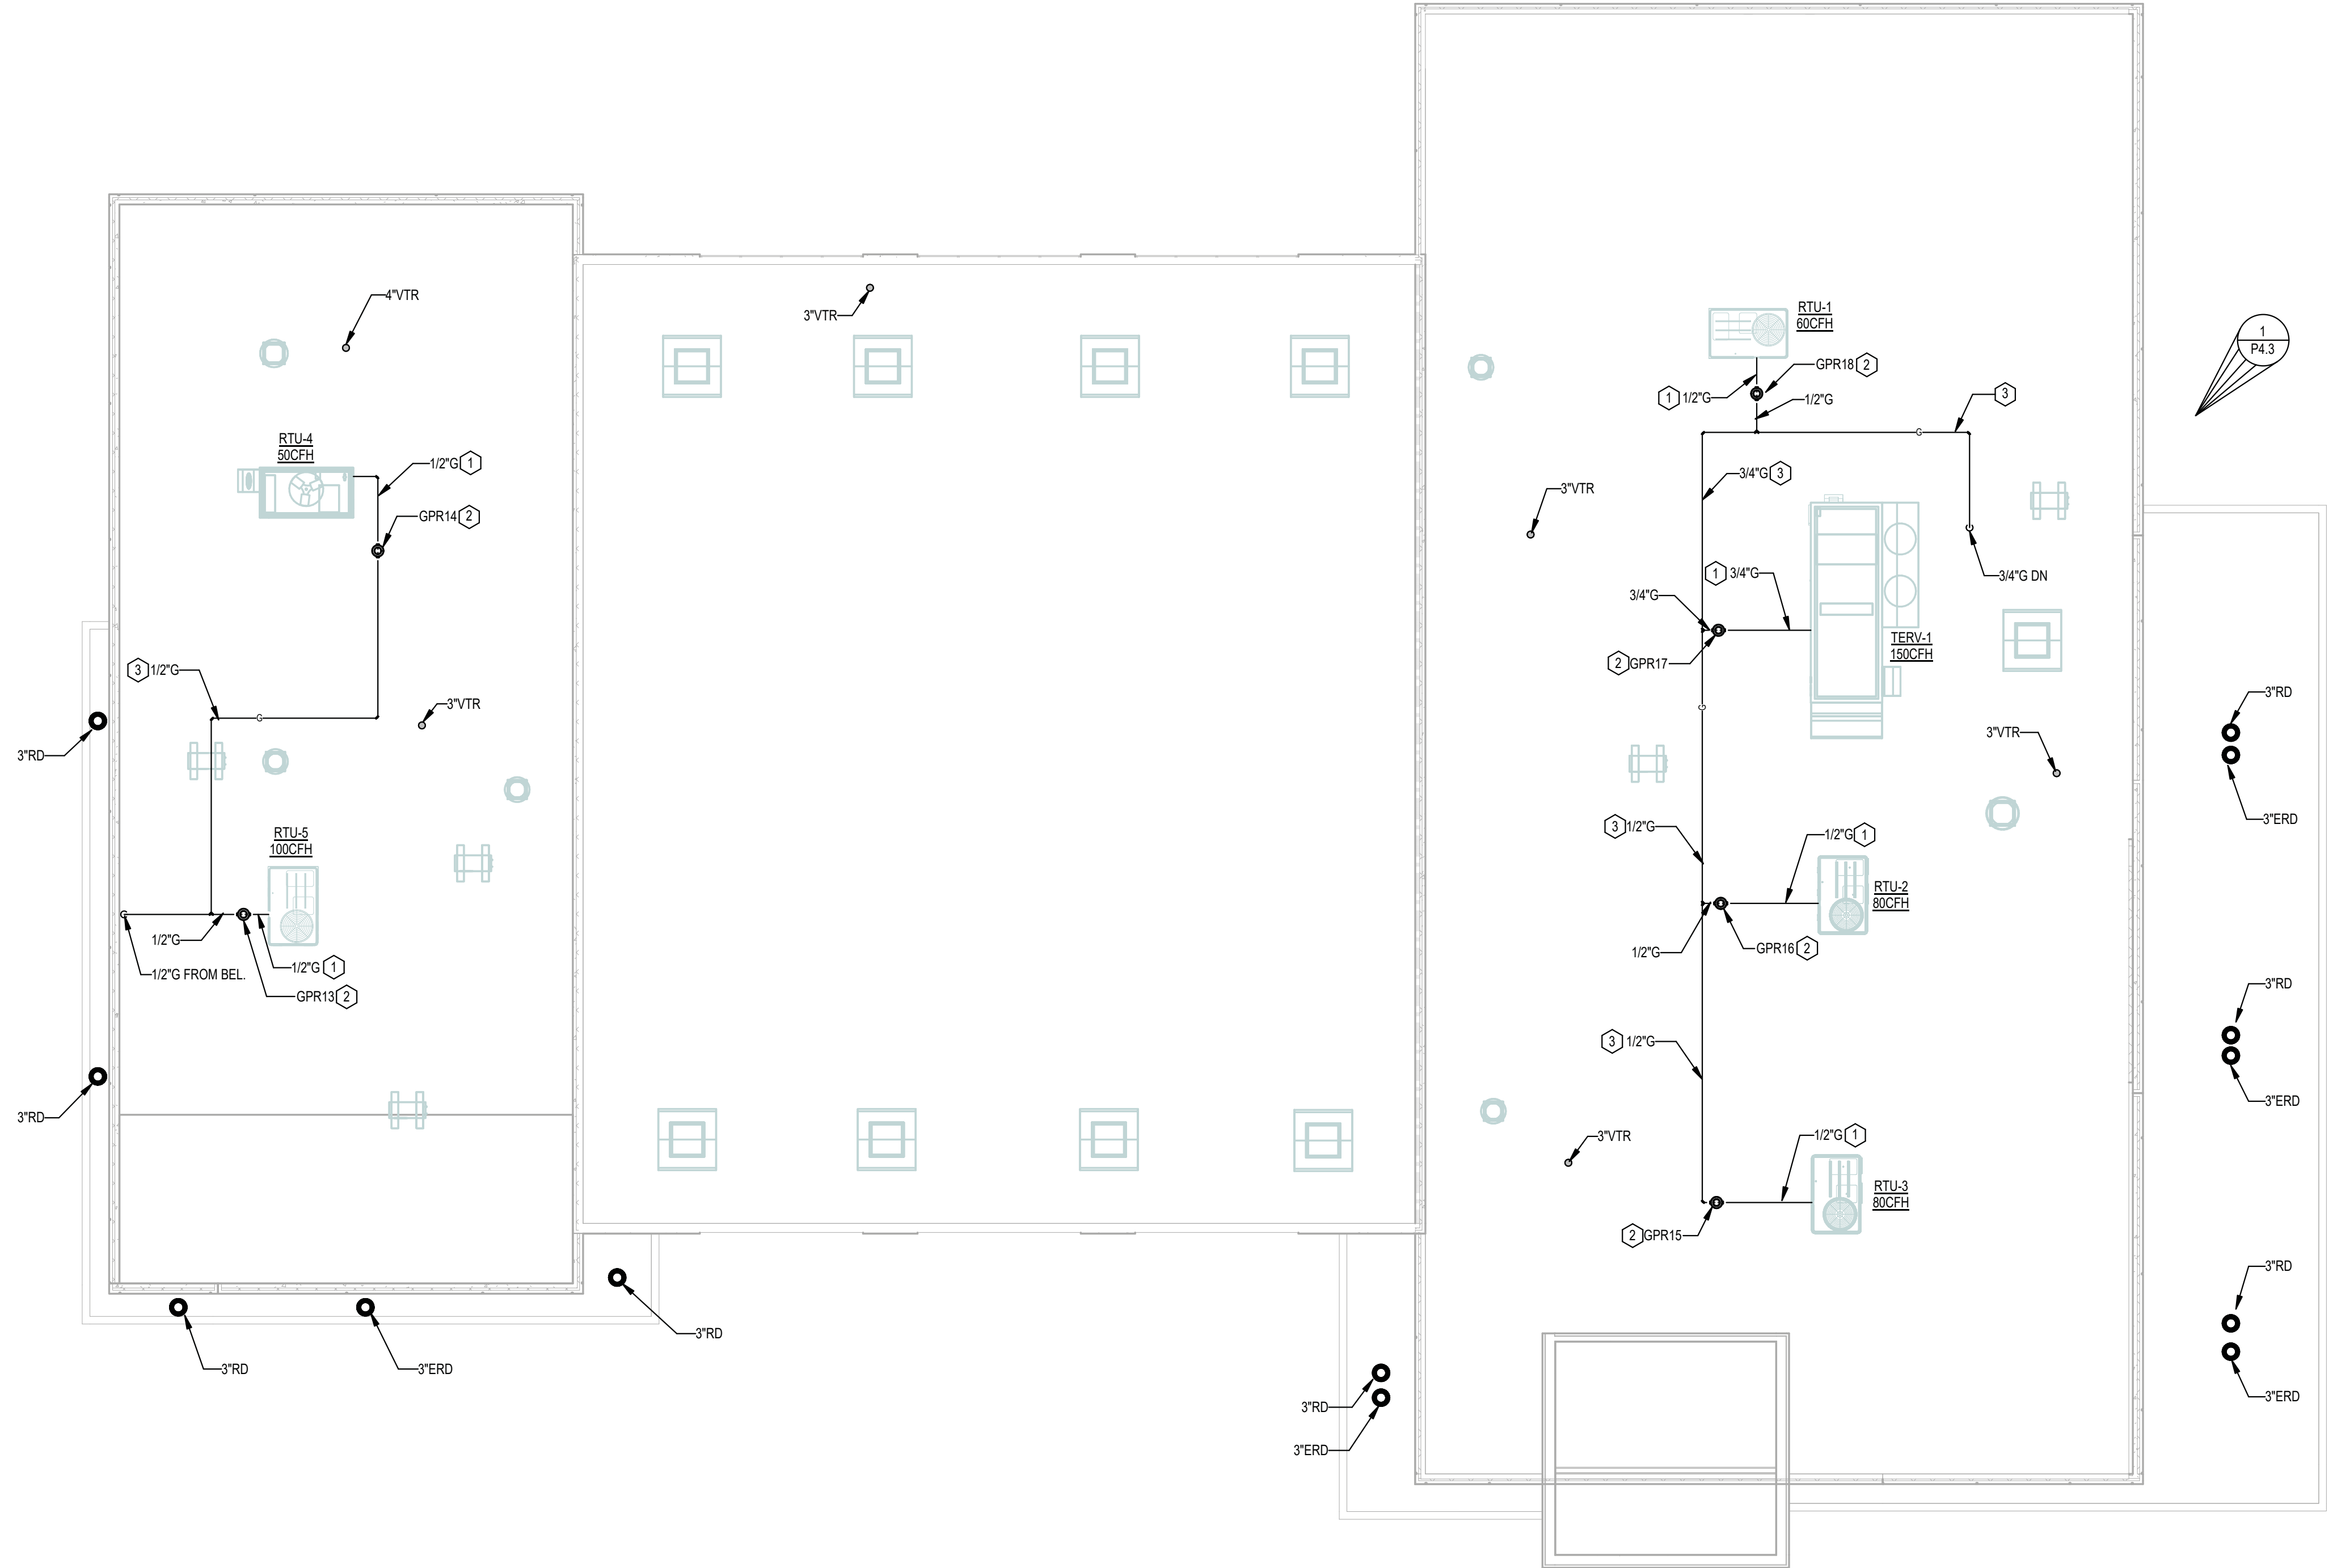 4"VTR
3"VTR
RTU-1
60CFH
1
P4.3
GPR18 2
1 1/2"G
1/2"G
3
RTU-4
50CFH
1/2"G 1
3/4"G 3
3"VTR
GPR14 2
G
1 3/4"G
3/4"G DN
G
3/4"G
TERV-1
150CFH
2 GPR17
3 1/2"G
3"VTR
G
G
3"RD
3"VTR
3"RD
3"ERD
RTU-5
100CFH
3 1/2"G
1/2"G 1
RTU-2
80CFH
G
1/2"G
1/2"G
GPR16 2
1/2"G 1
1/2"G FROM BEL.
GPR13 2
3"RD
3 1/2"G
3"ERD
3"RD
3"VTR
1/2"G 1
RTU-3
80CFH
2 GPR15
3"RD
3"RD
3"RD
3"ERD
3"RD
3"ERD
3"ERD